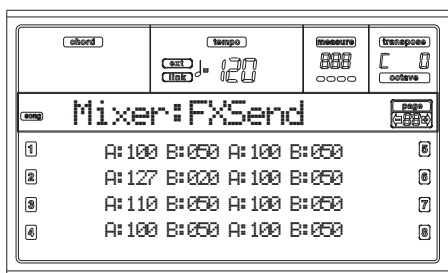 chord tempo measure transpose
ext link ♩= 120 888 C 0
octave
song Mixer:FXSend page
88
1 A:100 B:050 A:100 B:050 5
2 A:127 B:020 A:100 B:050 6
3 A:110 B:050 A:100 B:050 7
4 A:100 B:050 A:100 B:050 8